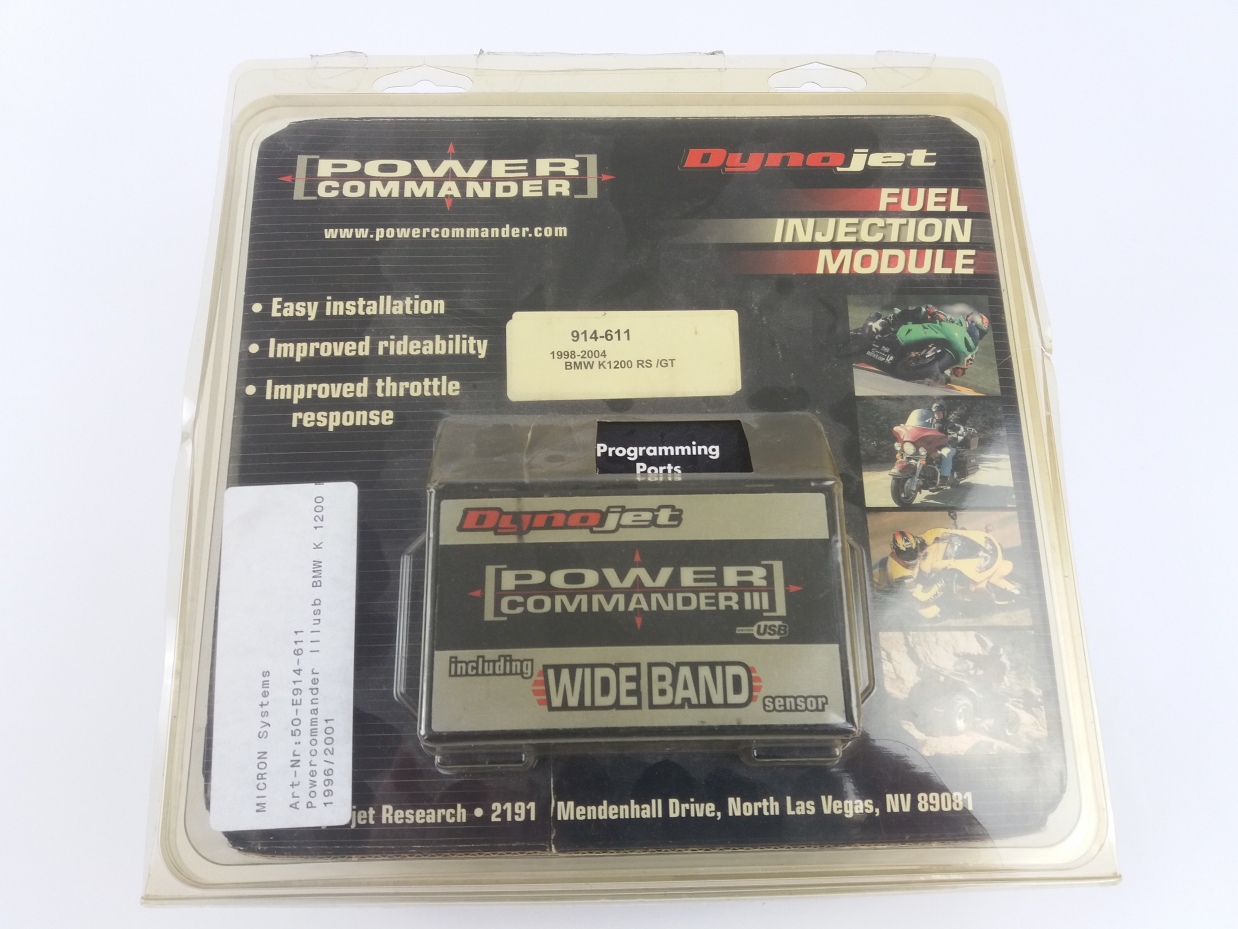 POWER
COMMANDER
www.powercommander.com
Dynojet
FUEL
INJECTION
MODULE
• Easy installation
• Improved rideability
• Improved throttle
response
914-611
1998-2004
BMW K1200 RS /GT
Programming
Ports
Dynojet
POWER
COMMANDER III
USB
including
WIDE BAND
sensor
MICRON Systems
Art-Nr:50-E914-611
Powercommander IIIusb BMW K 1200
1996/2001
jet Research • 2191 Mendenhall Drive, North Las Vegas, NV 89081